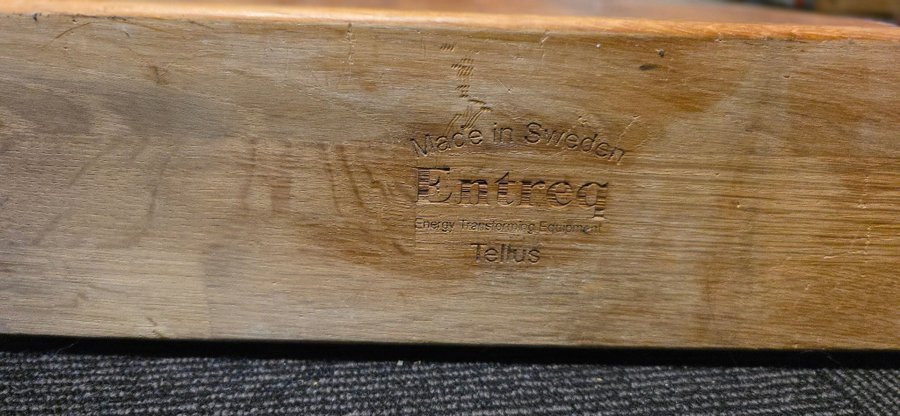 Made in Sweden
Entreq
Energy Transforming Equipment
Tellus